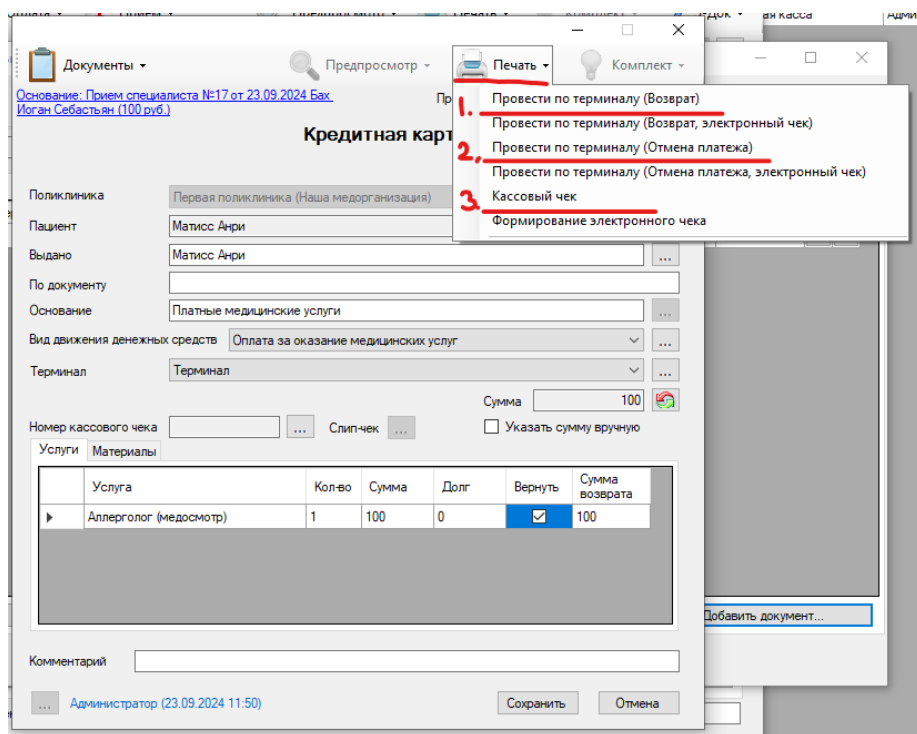 Документы
Предпросмотр
Печать
Комплект
ая касса
Основание: Прием специалиста №17 от 23.09.2024 Бах
Иоган Себастьян (100 руб.)
Кредитная карт
1. Провести по терминалу (Возврат)
Провести по терминалу (Возврат, электронный чек)
2. Провести по терминалу (Отмена платежа)
Провести по терминалу (Отмена платежа, электронный чек)
3. Кассовый чек
Формирование электронного чека
Поликлиника
Первая поликлиника (Наша медорганизация)
Пациент
Матисс Анри
Выдано
Матисс Анри
...
По документу
Основание
Платные медицинские услуги
...
Вид движения денежных средств
Оплата за оказание медицинских услуг
...
Терминал
Терминал
...
Сумма
100
Номер кассового чека
...
Слип-чек
...
Указать сумму вручную
Услуги
Материалы
Услуга
Кол-во
Сумма
Долг
Вернуть
Сумма
возврата
Аллерголог (медосмотр)
1
100
0
100
Добавить документ...
Комментарий
...
Администратор (23.09.2024 11:50)
Сохранить
Отмена